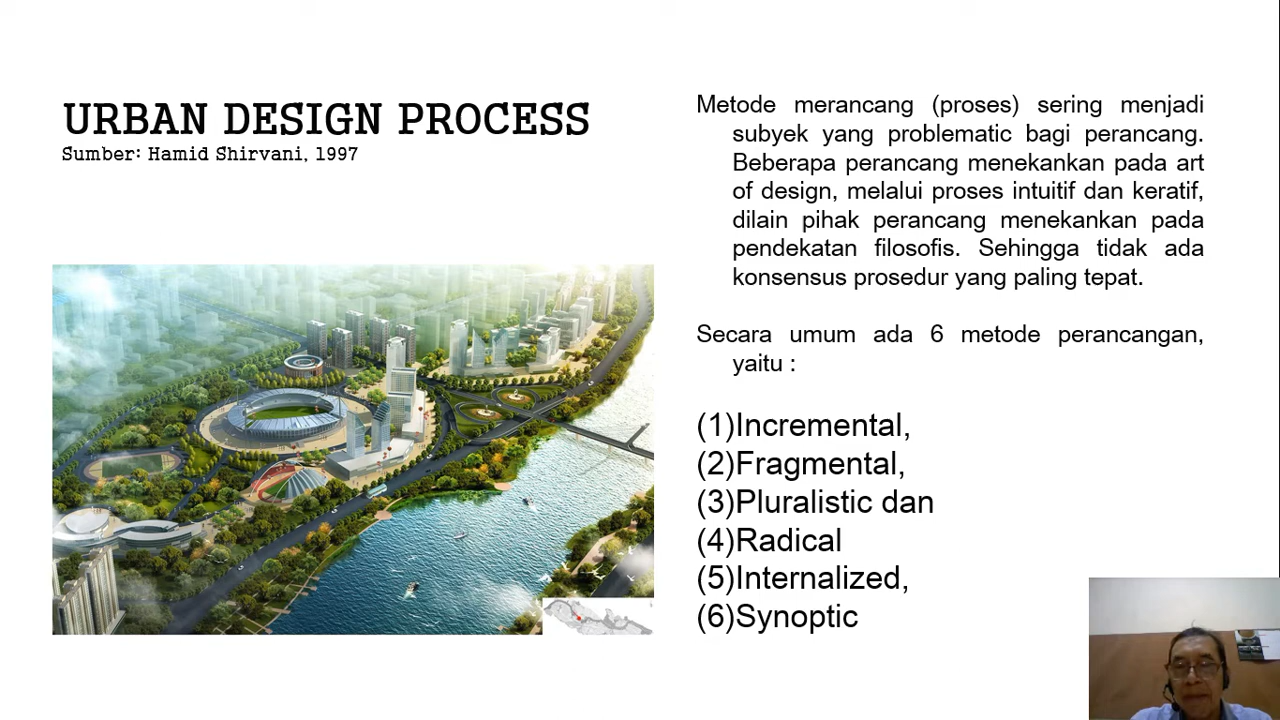 URBAN DESIGN PROCESS
Sumber: Hamid Shirvani, 1997
Metode merancang (proses) sering menjadi
subyek yang problematic bagi perancang.
Beberapa perancang menekankan pada art
of design, melalui proses intuitif dan keratif,
dilain pihak perancang menekankan pada
pendekatan filosofis. Sehingga tidak ada
konsensus prosedur yang paling tepat.
Secara umum ada 6 metode perancangan,
yaitu :
(1)Incremental,
(2)Fragmental,
(3)Pluralistic dan
(4)Radical
(5)Internalized,
(6)Synoptic